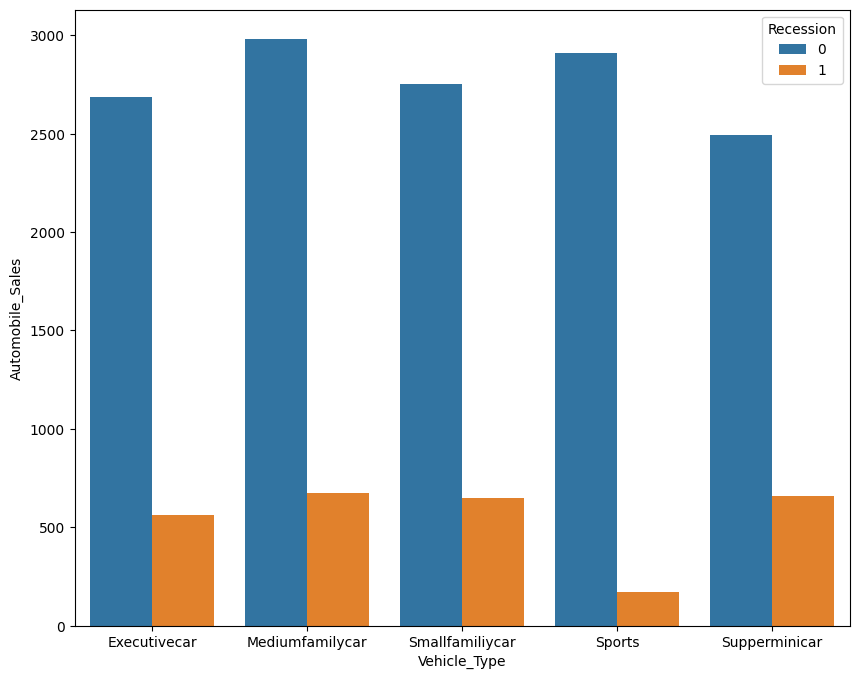 Recession
0
1
3000
2500
2000
1500
1000
500
0
Automobile_Sales
Executivecar Mediumfamilycar Smallfamiliycar Sports Supperminicar
Vehicle_Type